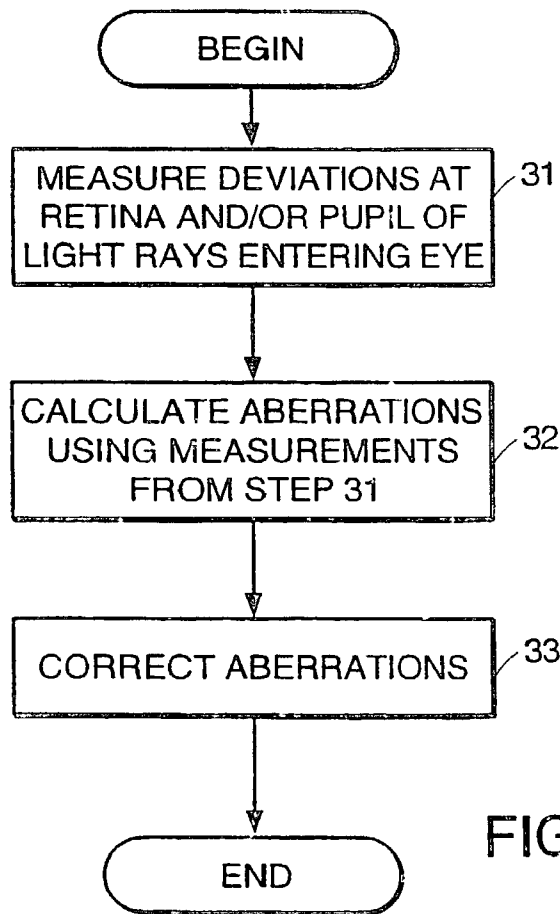 BEGIN
MEASURE DEVIATIONS AT
RETINA AND/OR PUPIL OF
LIGHT RAYS ENTERING EYE
31
CALCULATE ABERRATIONS
USING MEASUREMENTS
FROM STEP 31
32
CORRECT ABERRATIONS
33
END